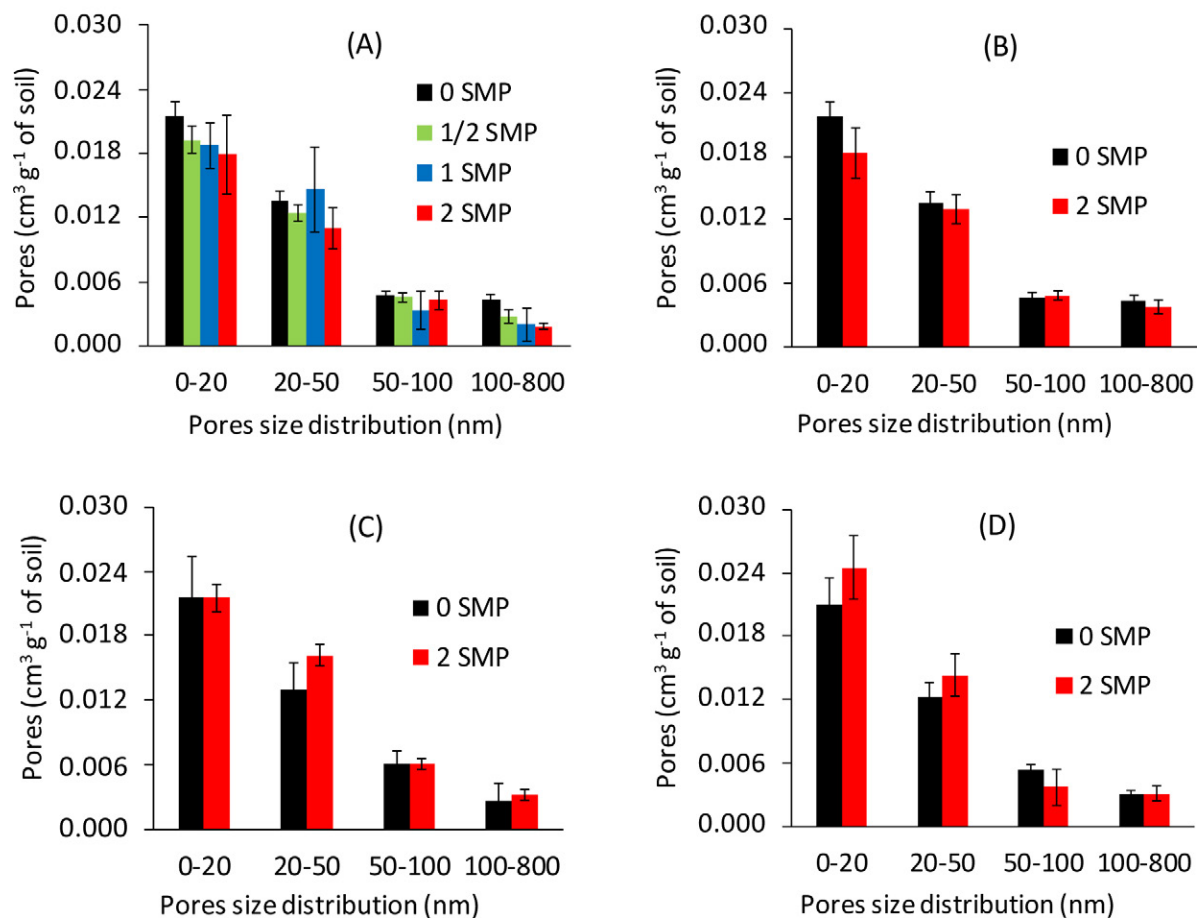 (A)
Pores (cm³ g⁻¹ of soil)
0.030
0.024
0.018
0.012
0.006
0.000
0 SMP
1/2 SMP
1 SMP
2 SMP
0-20 20-50 50-100 100-800
Pores size distribution (nm)
(B)
Pores (cm³ g⁻¹ of soil)
0.030
0.024
0.018
0.012
0.006
0.000
0 SMP
2 SMP
0-20 20-50 50-100 100-800
Pores size distribution (nm)
(C)
Pores (cm³ g⁻¹ of soil)
0.030
0.024
0.018
0.012
0.006
0.000
0 SMP
2 SMP
0-20 20-50 50-100 100-800
Pores size distribution (nm)
(D)
Pores (cm³ g⁻¹ of soil)
0.030
0.024
0.018
0.012
0.006
0.000
0 SMP
2 SMP
0-20 20-50 50-100 100-800
Pores size distribution (nm)